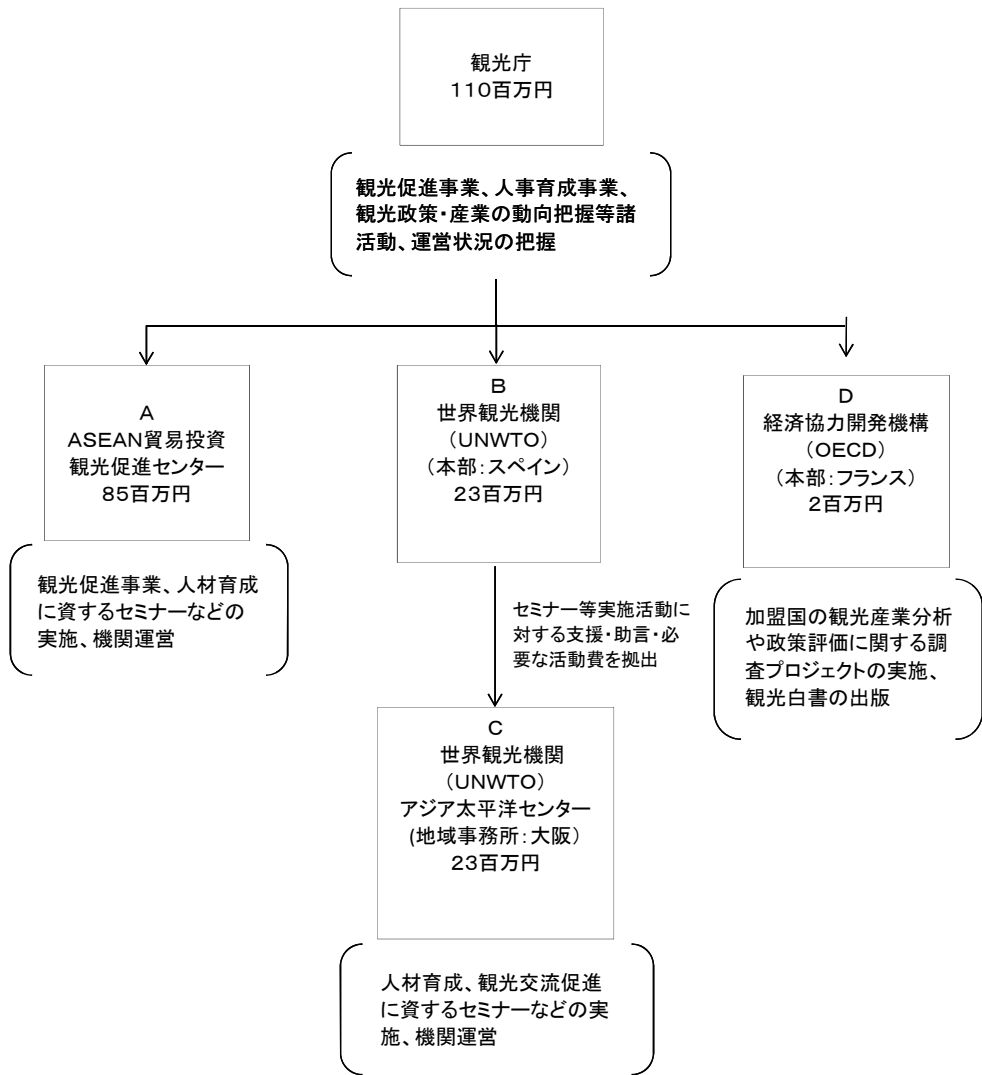 観光庁
110百万円
観光促進事業、人事育成事業、
観光政策・産業の動向把握等諸
活動、運営状況の把握
A
ASEAN貿易投資
観光促進センター
85百万円
観光促進事業、人材育成
に資するセミナーなどの
実施、機関運営
B
世界観光機関
(UNWTO)
(本部:スペイン)
23百万円
D
経済協力開発機構
(OECD)
(本部:フランス)
2百万円
セミナー等実施活動に
対する支援・助言・必
要な活動費を拠出
加盟国の観光産業分析
や政策評価に関する調
査プロジェクトの実施、
観光白書の出版
C
世界観光機関
(UNWTO)
アジア太平洋センター
(地域事務所:大阪)
23百万円
人材育成、観光交流促進
に資するセミナーなどの実
施、機関運営